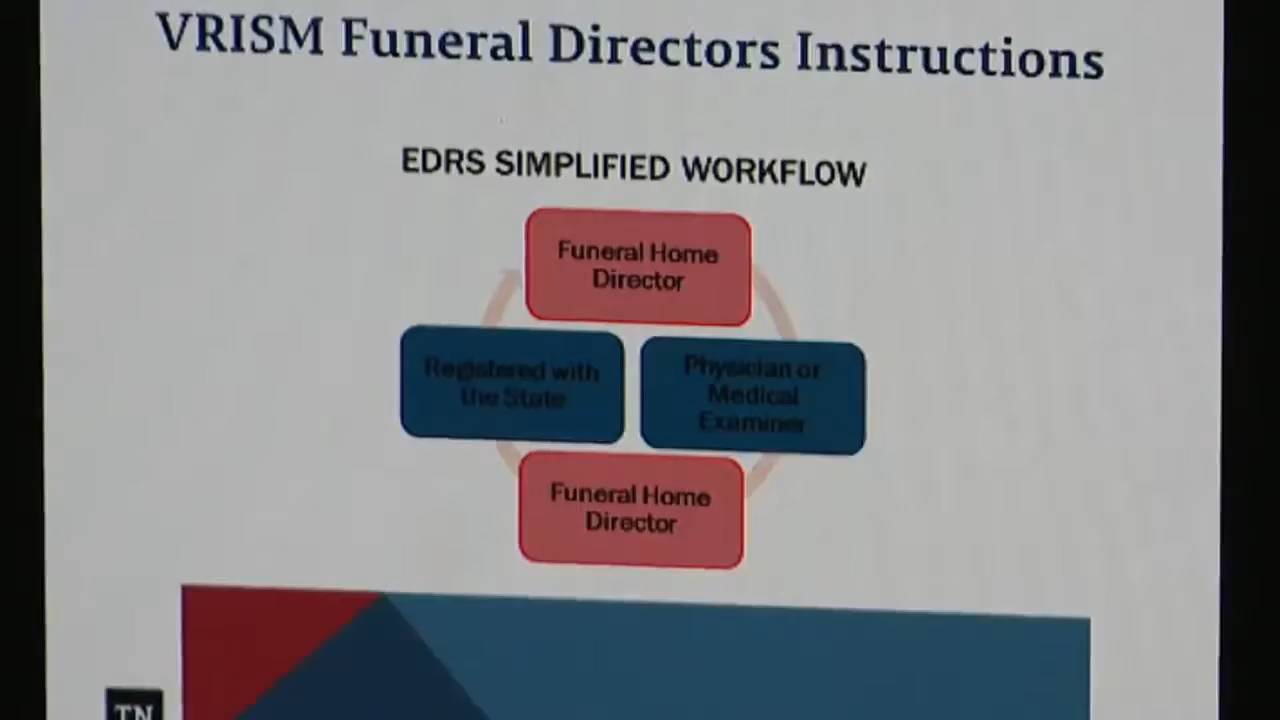 VRISM Funeral Directors Instructions
EDRS SIMPLIFIED WORKFLOW
Funeral Home
Director
Registered with
the State
Physician or
Medical
Examiner
Funeral Home
Director
TN